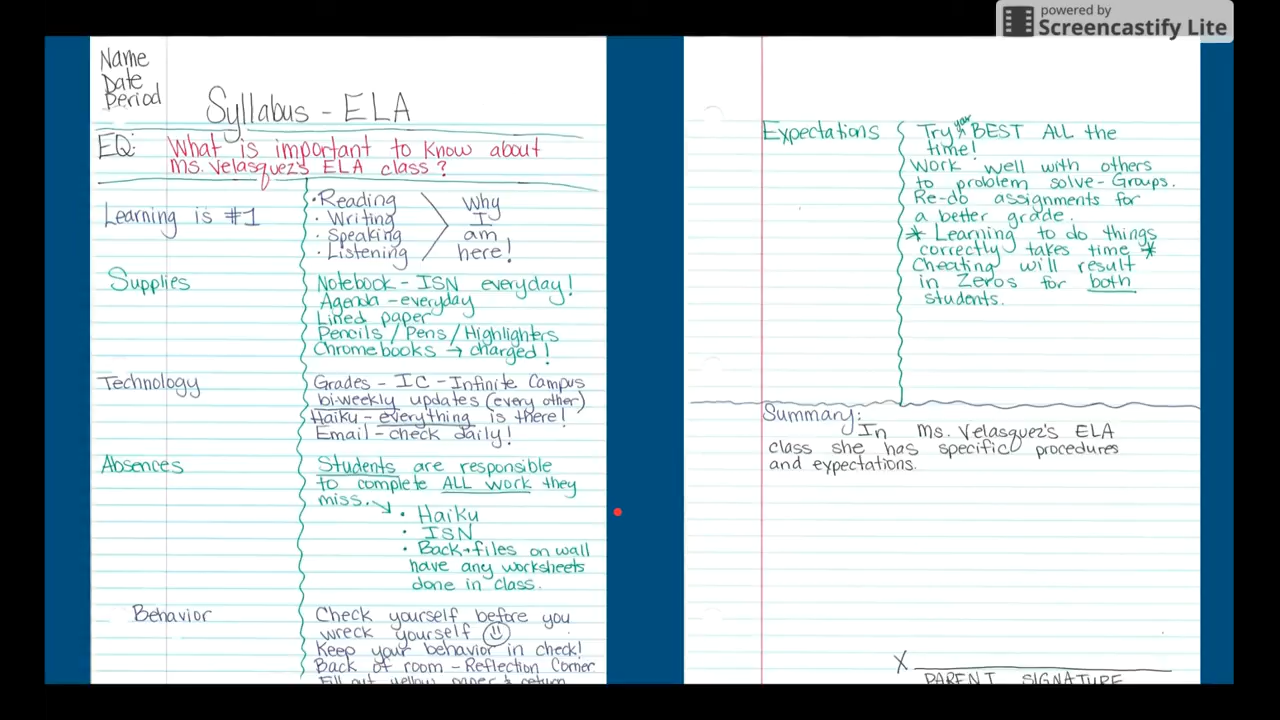 powered by
Screencastify Lite
Name
Date
Period
Syllabus - ELA
EQ: What is important to know about
Ms. Velasquez's ELA class?
Learning is #1
· Reading
· Writing
· Speaking
· Listening
why
I
am
here!
Supplies
Notebook - ISN everyday!
Agenda - everyday
Lined paper
Pencils / Pens / Highlighters
Chromebooks → charged!
Technology
Grades - IC - Infinite Campus
bi-weekly updates (every other)
Haiku - everything is there!
Email - check daily!
Absences
Students are responsible
to complete ALL WORK they
miss.
· Haiku
· ISN
· Back → files on wall
have any worksheets
done in class.
Behavior
Check yourself before you
wreck yourself
Keep your behavior in check!
Back of room - Reflection Corner
Fill out yellow paper & return
Expectations
Try your BEST ALL the
time!
Work well with others
to problem solve - Groups.
Re-do assignments for
a better grade.
* Learning to do things
correctly takes time *
Cheating will result
in Zeros for both
students.
Summary:
In Ms. Velasquez's ELA
class she has specific procedures
and expectations.
X
PARENT SIGNATURE